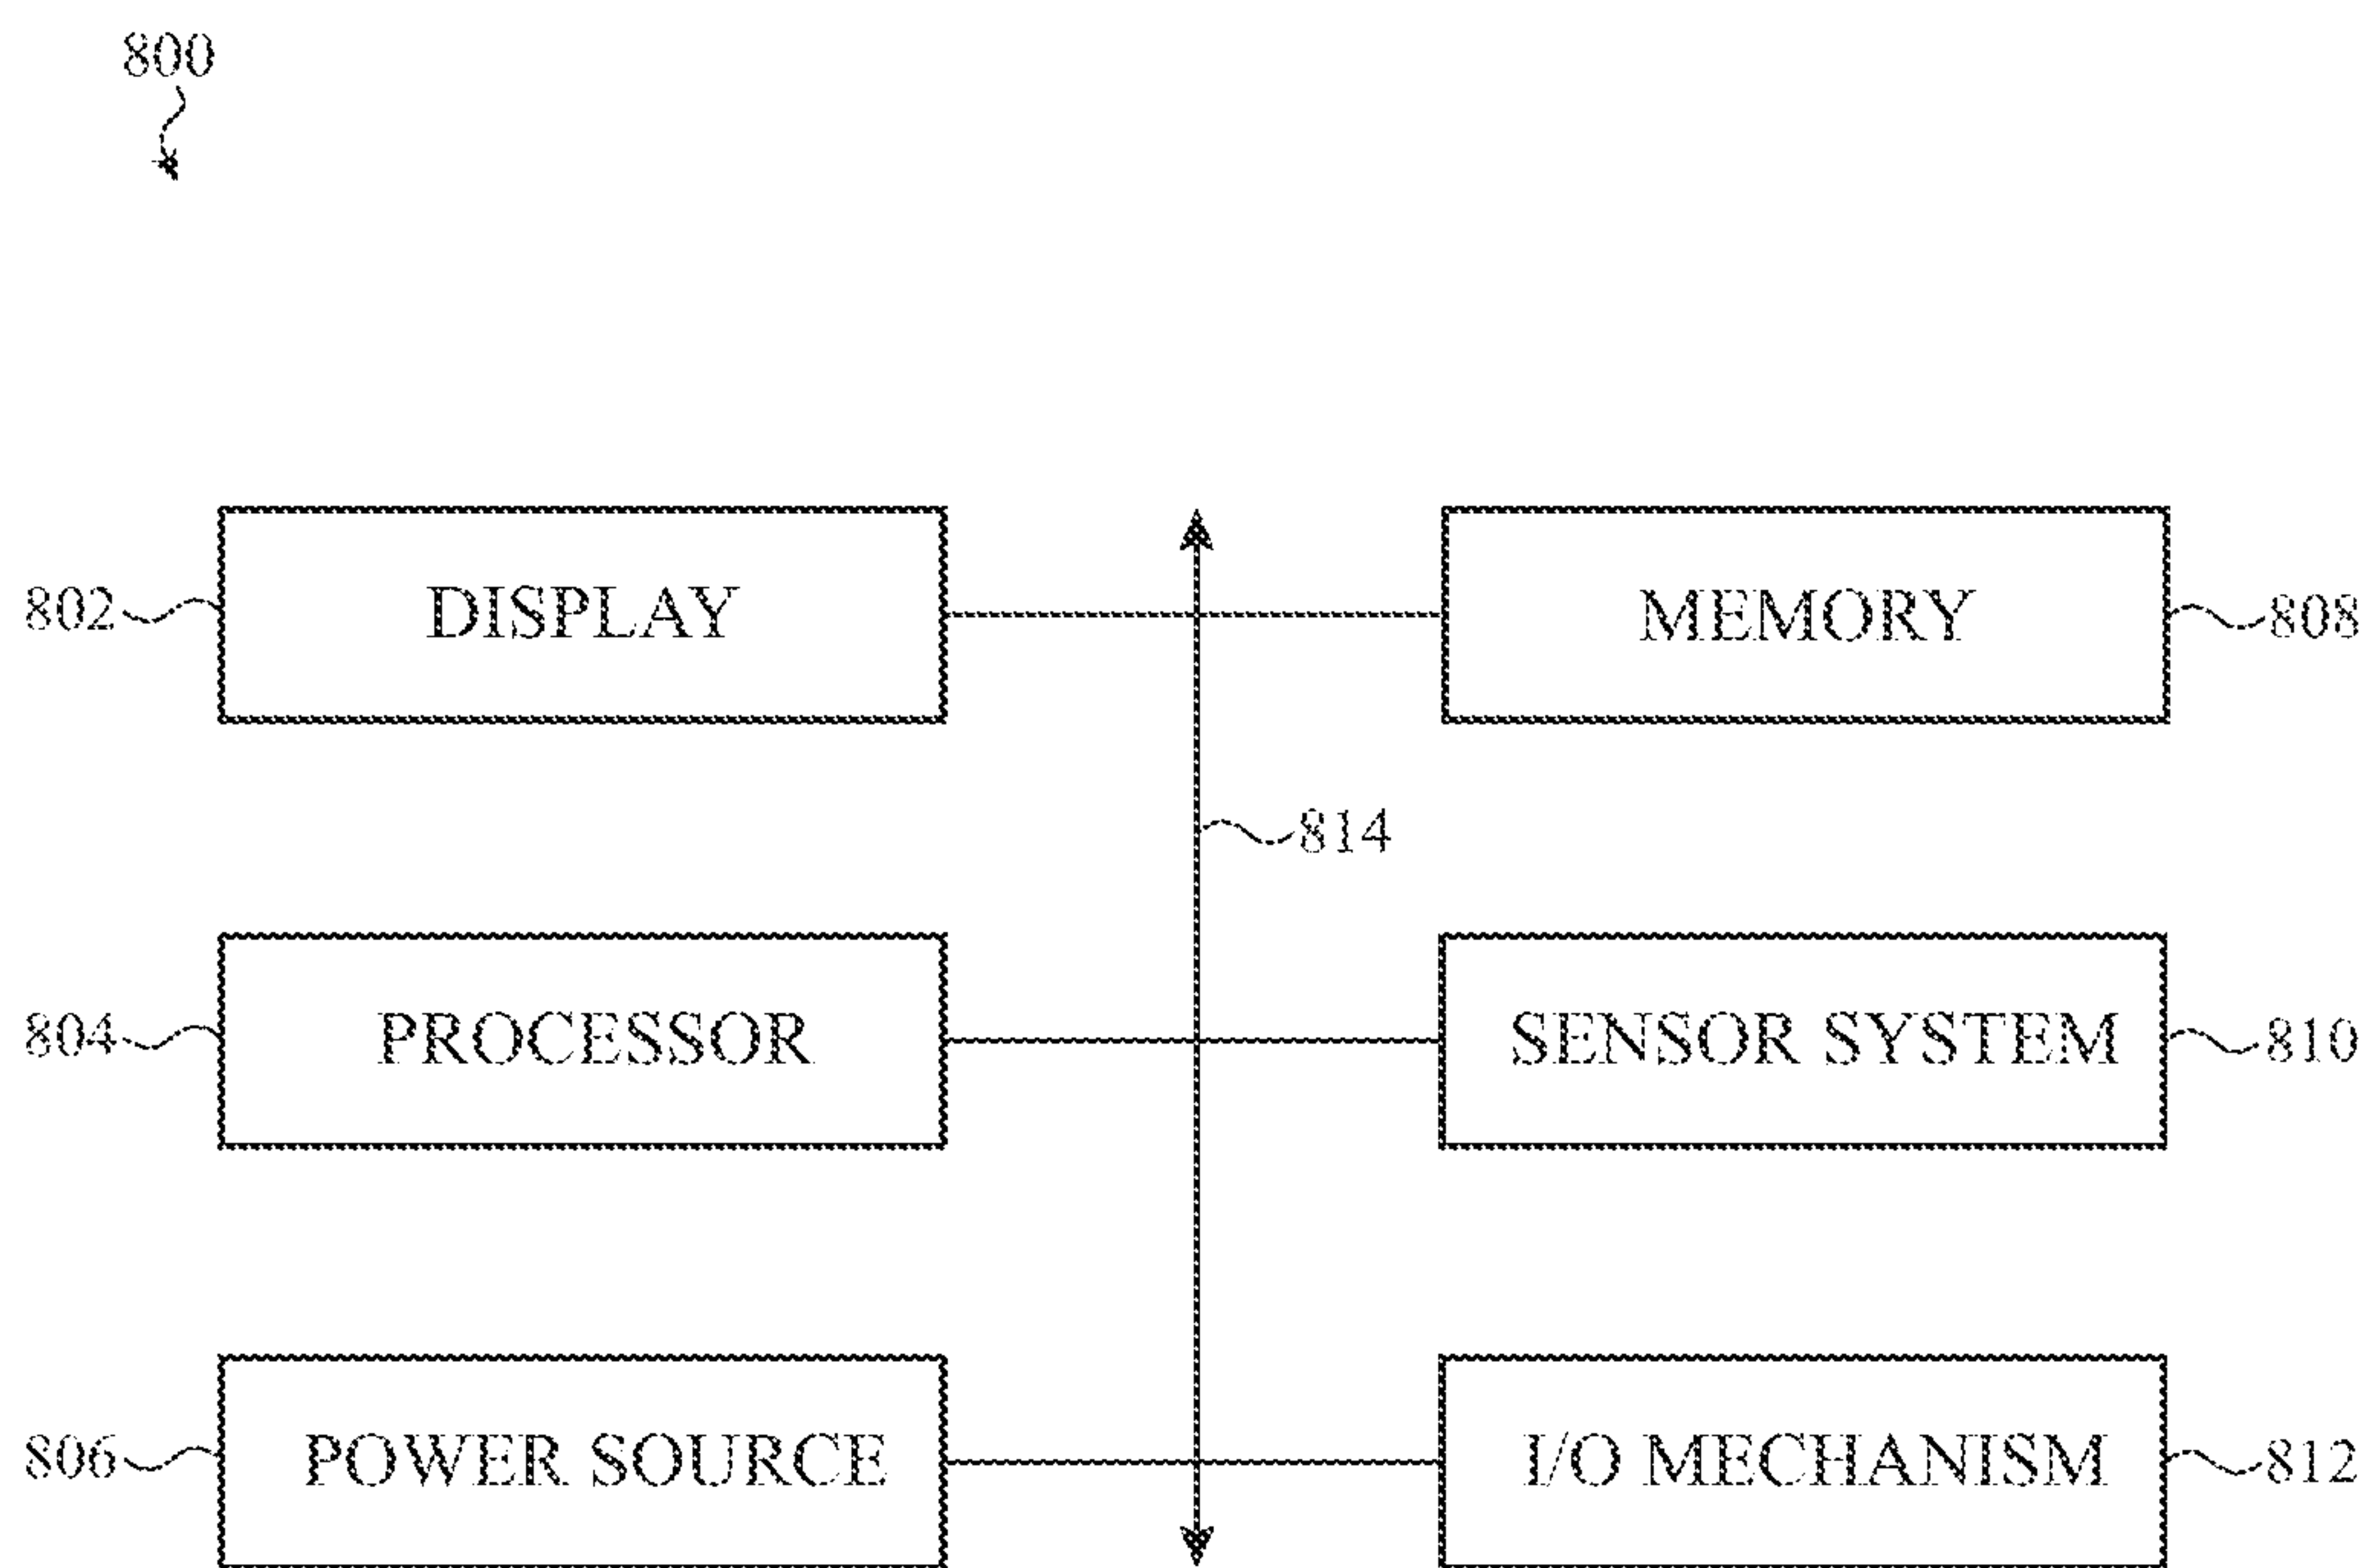 800
802 DISPLAY MEMORY 808
814
804 PROCESSOR SENSOR SYSTEM 810
806 POWER SOURCE I/O MECHANISM 812